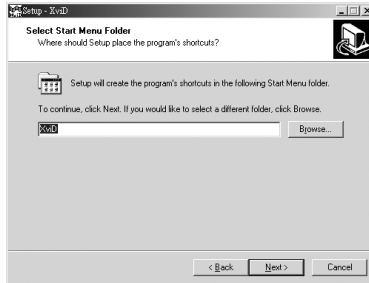 Setup - XviD
Select Start Menu Folder
Where should Setup place the program's shortcuts?
Setup will create the program's shortcuts in the following Start Menu folder.
To continue, click Next. If you would like to select a different folder, click Browse.
XviD
Browse...
< Back
Next >
Cancel